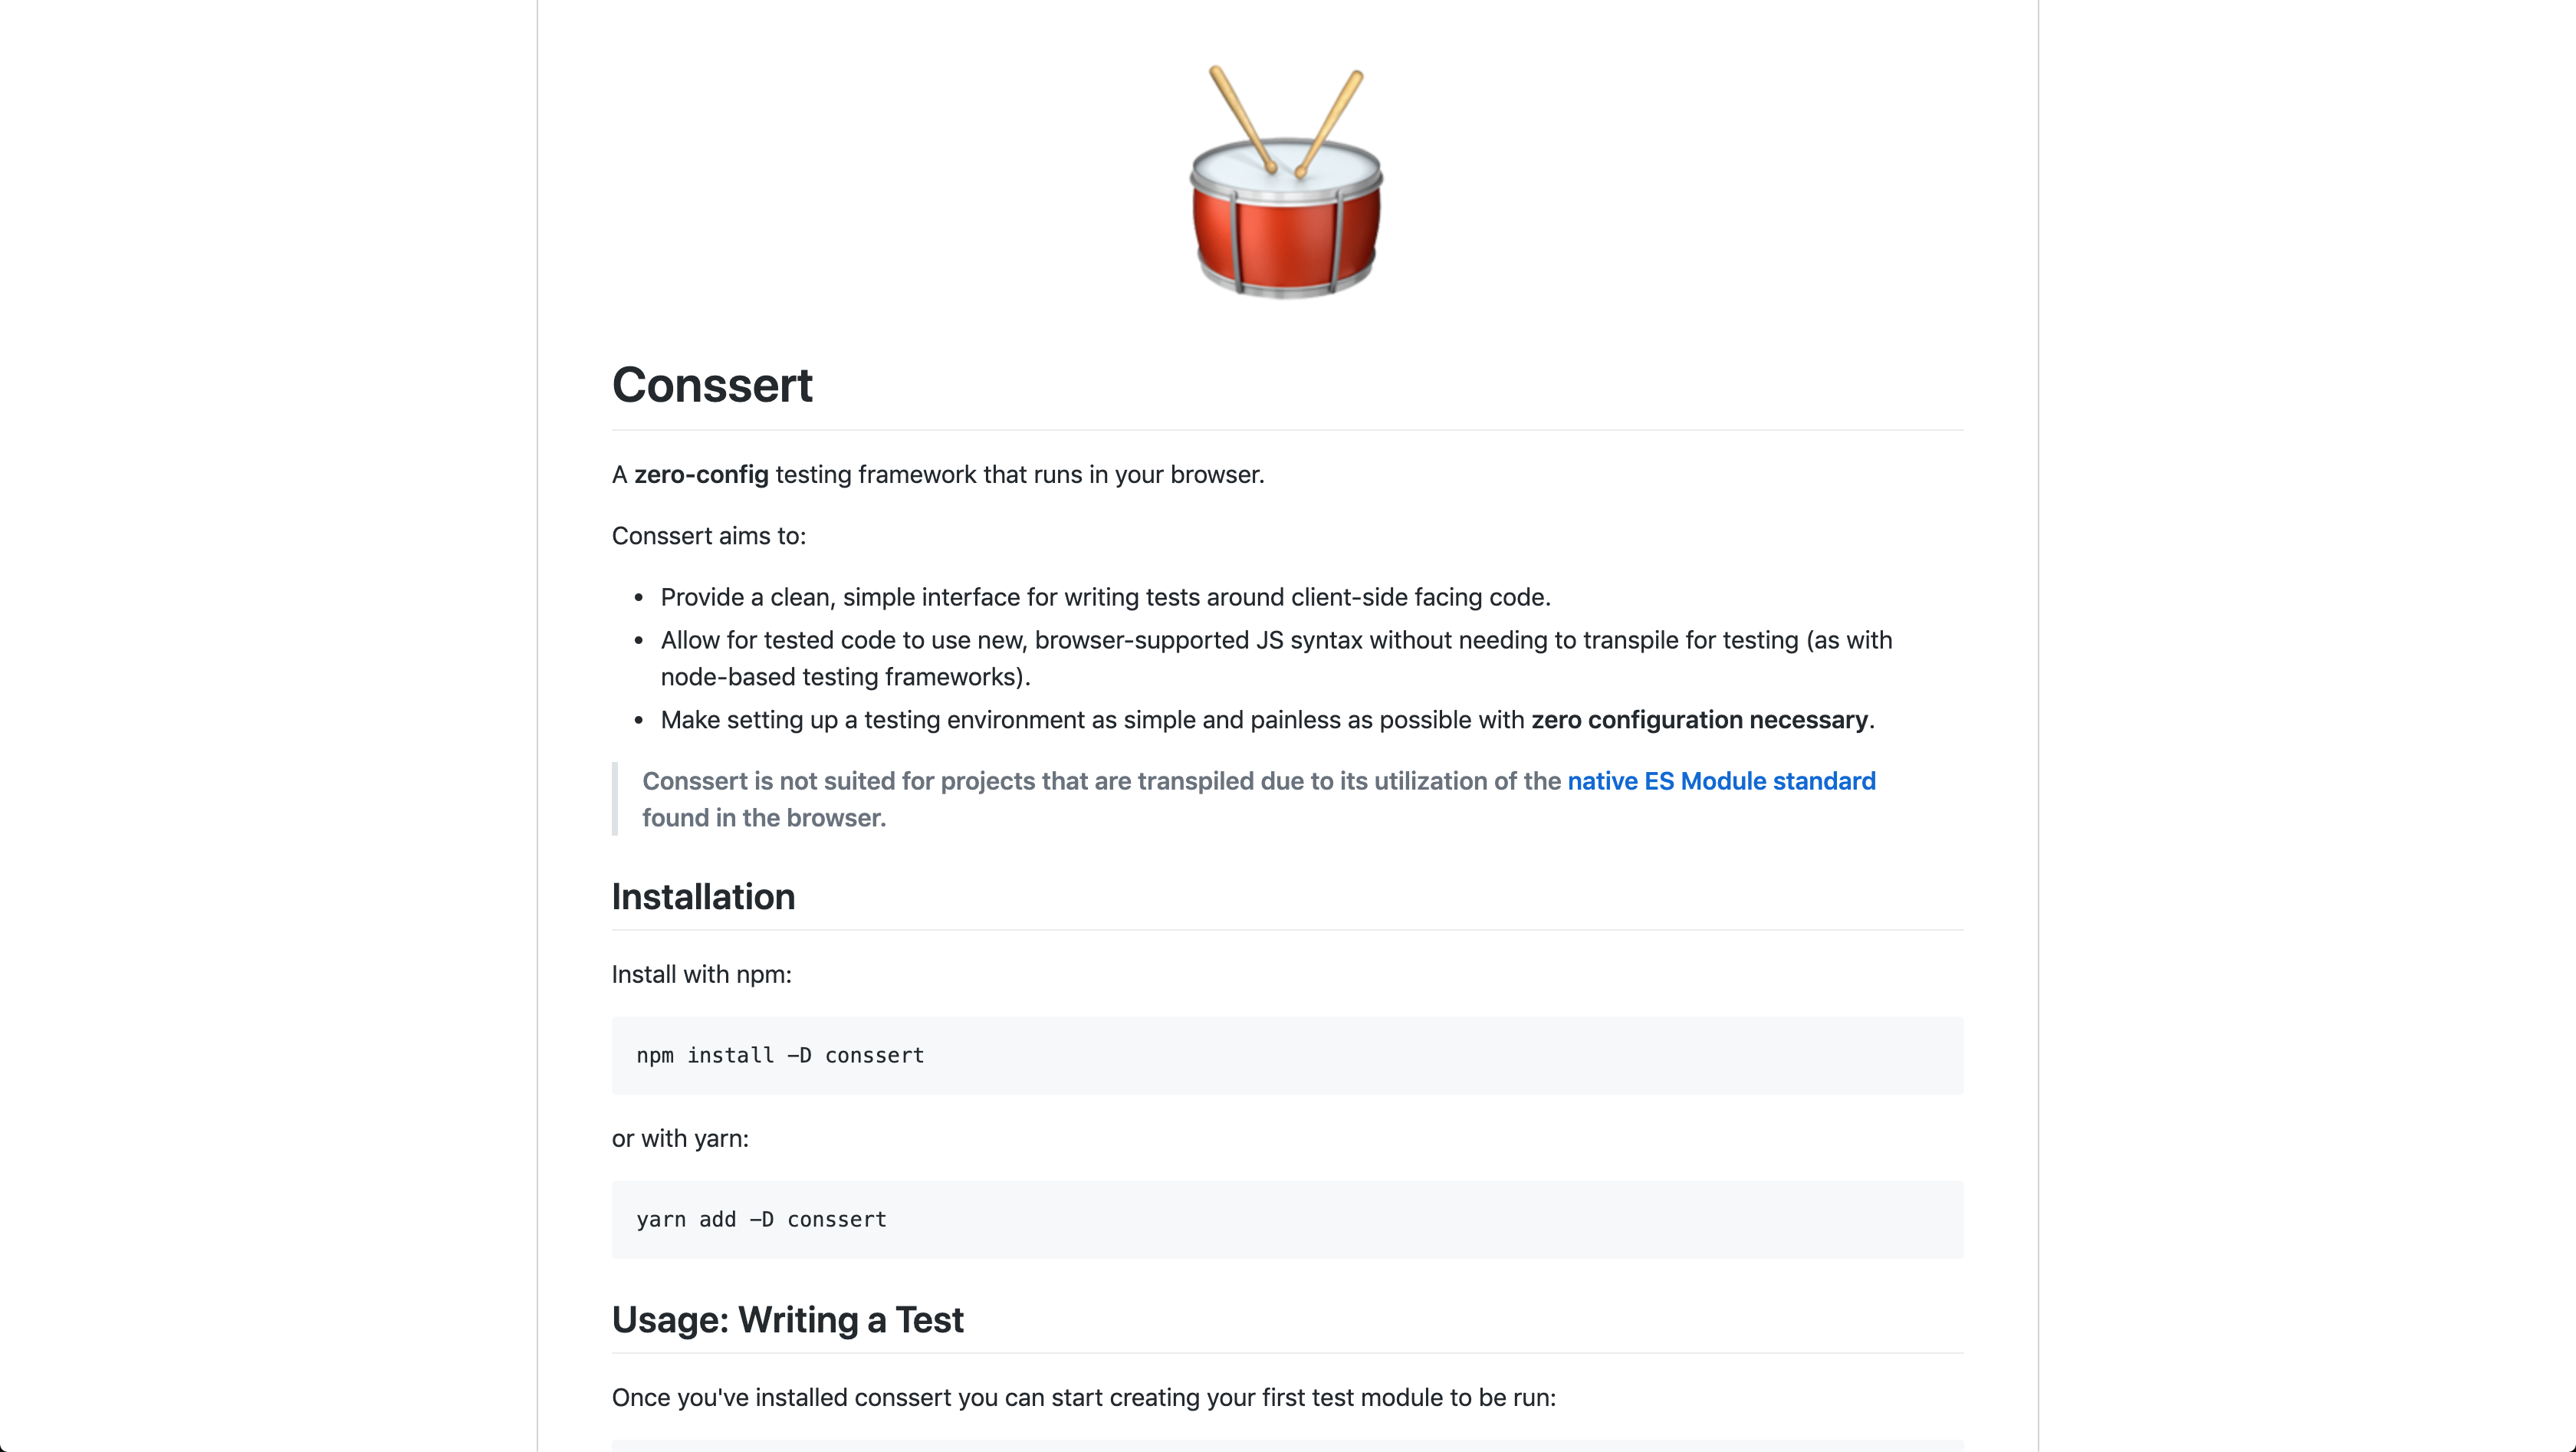 Conssert
A zero-config testing framework that runs in your browser.
Conssert aims to:
• Provide a clean, simple interface for writing tests around client-side facing code.
• Allow for tested code to use new, browser-supported JS syntax without needing to transpile for testing (as with
node-based testing frameworks).
• Make setting up a testing environment as simple and painless as possible with zero configuration necessary.
Conssert is not suited for projects that are transpiled due to its utilization of the native ES Module standard
found in the browser.
Installation
Install with npm:
npm install -D conssert
or with yarn:
yarn add -D conssert
Usage: Writing a Test
Once you've installed conssert you can start creating your first test module to be run: